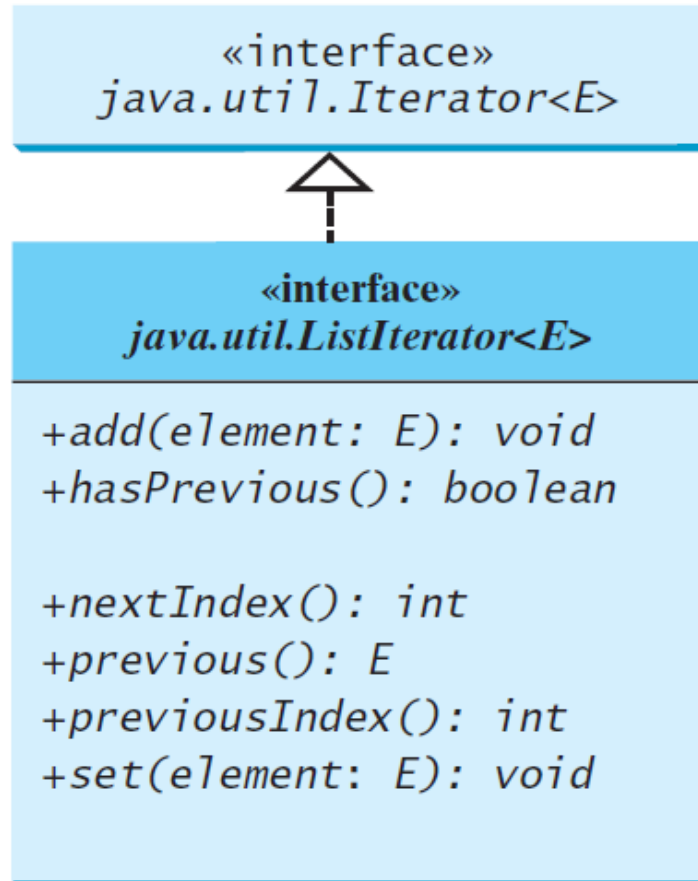 «interface»
java.util.Iterator<E>
«interface»
java.util.ListIterator<E>
+add(element: E): void
+hasPrevious(): boolean
+nextIndex(): int
+previous(): E
+previousIndex(): int
+set(element: E): void